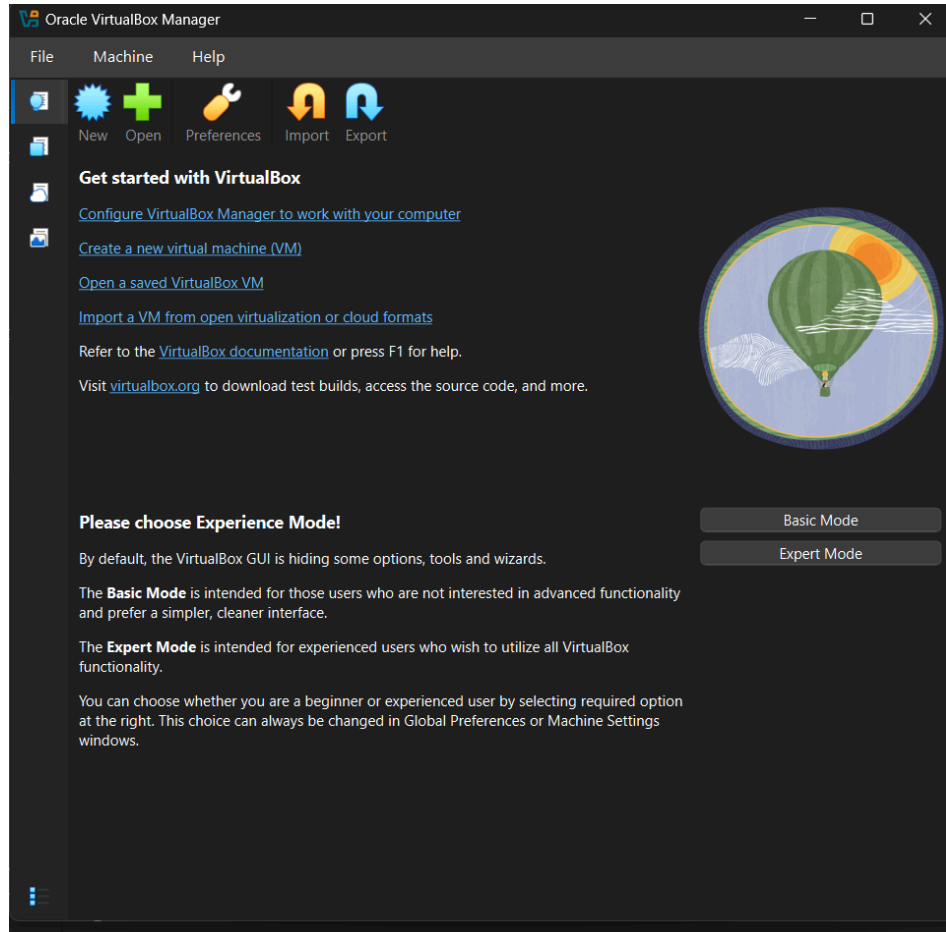 Oracle VirtualBox Manager
File Machine Help
New Open Preferences Import Export
Get started with VirtualBox
Configure VirtualBox Manager to work with your computer
Create a new virtual machine (VM)
Open a saved VirtualBox VM
Import a VM from open virtualization or cloud formats
Refer to the VirtualBox documentation or press F1 for help.
Visit virtualbox.org to download test builds, access the source code, and more.
Please choose Experience Mode!
By default, the VirtualBox GUI is hiding some options, tools and wizards.
The Basic Mode is intended for those users who are not interested in advanced functionality
and prefer a simpler, cleaner interface.
The Expert Mode is intended for experienced users who wish to utilize all VirtualBox
functionality.
You can choose whether you are a beginner or experienced user by selecting required option
at the right. This choice can always be changed in Global Preferences or Machine Settings
windows.
Basic Mode
Expert Mode